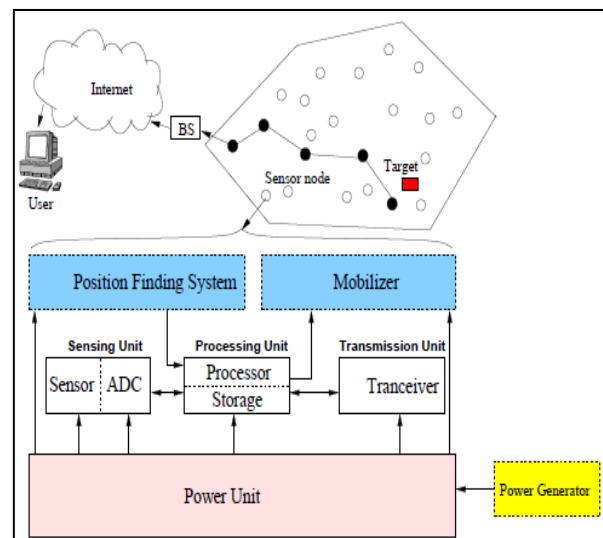 Internet
BS
Target
Sensor node
User
Position Finding System
Mobilizer
Sensing Unit
Processing Unit
Transmission Unit
Sensor
ADC
Processor
Storage
Tranceiver
Power Unit
Power Generator